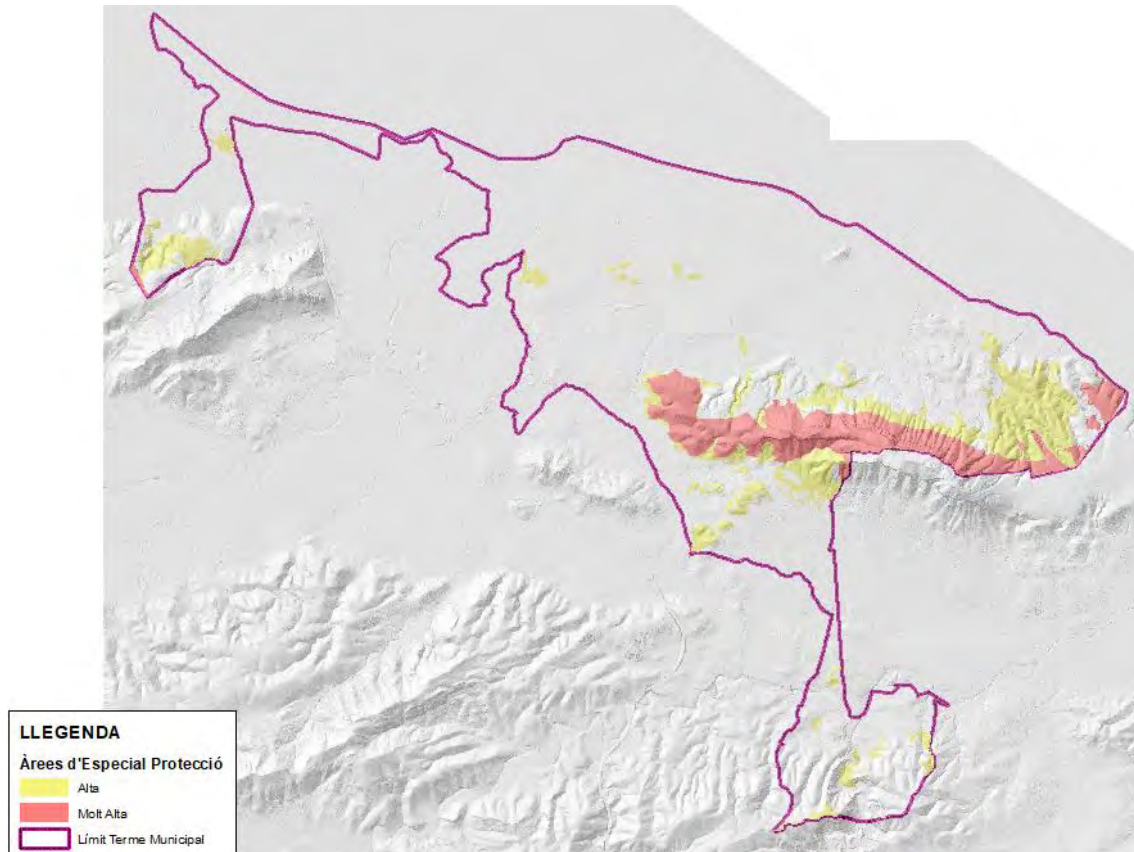 LLEGENDA
Àrees d'Especial Protecció
Alta
Molt Alta
Límit Terme Municipal